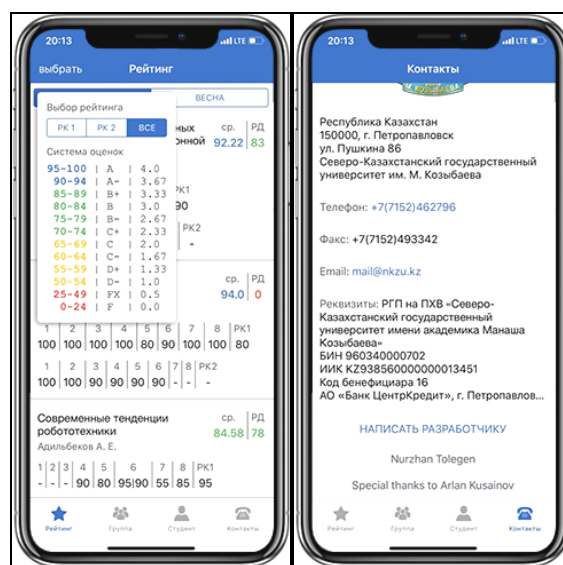 20:13
LTE
выбрать Рейтинг
ВЕСНА
Выбор рейтинга
РК 1 РК 2 ВСЕ
Система оценок
95-100 | A | 4.0
90-94 | A- | 3.67
85-89 | B+ | 3.33
80-84 | B | 3.0
75-79 | B- | 2.67
70-74 | C+ | 2.33
65-69 | C | 2.0
60-64 | C- | 1.67
55-59 | D+ | 1.33
50-54 | D- | 1.0
25-49 | FX | 0.5
0-24 | F | 0.0
ных ср. РД
онной 92.22 83
РК1
90
РК2
-
ср. РД
94.0 0
1 2 3 4 5 6 7 8 РК1
100 100 100 100 80 90 100 100 80
1 2 3 4 5 6 7 8 РК2
100 100 90 90 90 90 - - -
Современные тенденции ср. РД
робототехники 84.58 78
Адильбеков А. Е.
1 2 3 4 5 6 7 8 РК1
- - - 90 80 95|90 55 85 95
Рейтинг Группа Студент Контакты
20:13
LTE
Контакты
М. КОЗЫБАЕВА
Республика Казахстан
150000, г. Петропавловск
ул. Пушкина 86
Северо-Казахстанский государственный
университет им. М. Козыбаева
Телефон: +7(7152)462796
Факс: +7(7152)493342
Email: mail@nkzu.kz
Реквизиты: РГП на ПХВ «Северо-
Казахстанский государственный
университет имени академика Манаша
Козыбаева»
БИН 960340000702
ИИК KZ938560000000013451
Код бенефициара 16
АО «Банк ЦентрКредит», г. Петропавлов...
НАПИСАТЬ РАЗРАБОТЧИКУ
Nurzhan Tolegen
Special thanks to Arlan Kusainov
Рейтинг Группа Студент Контакты